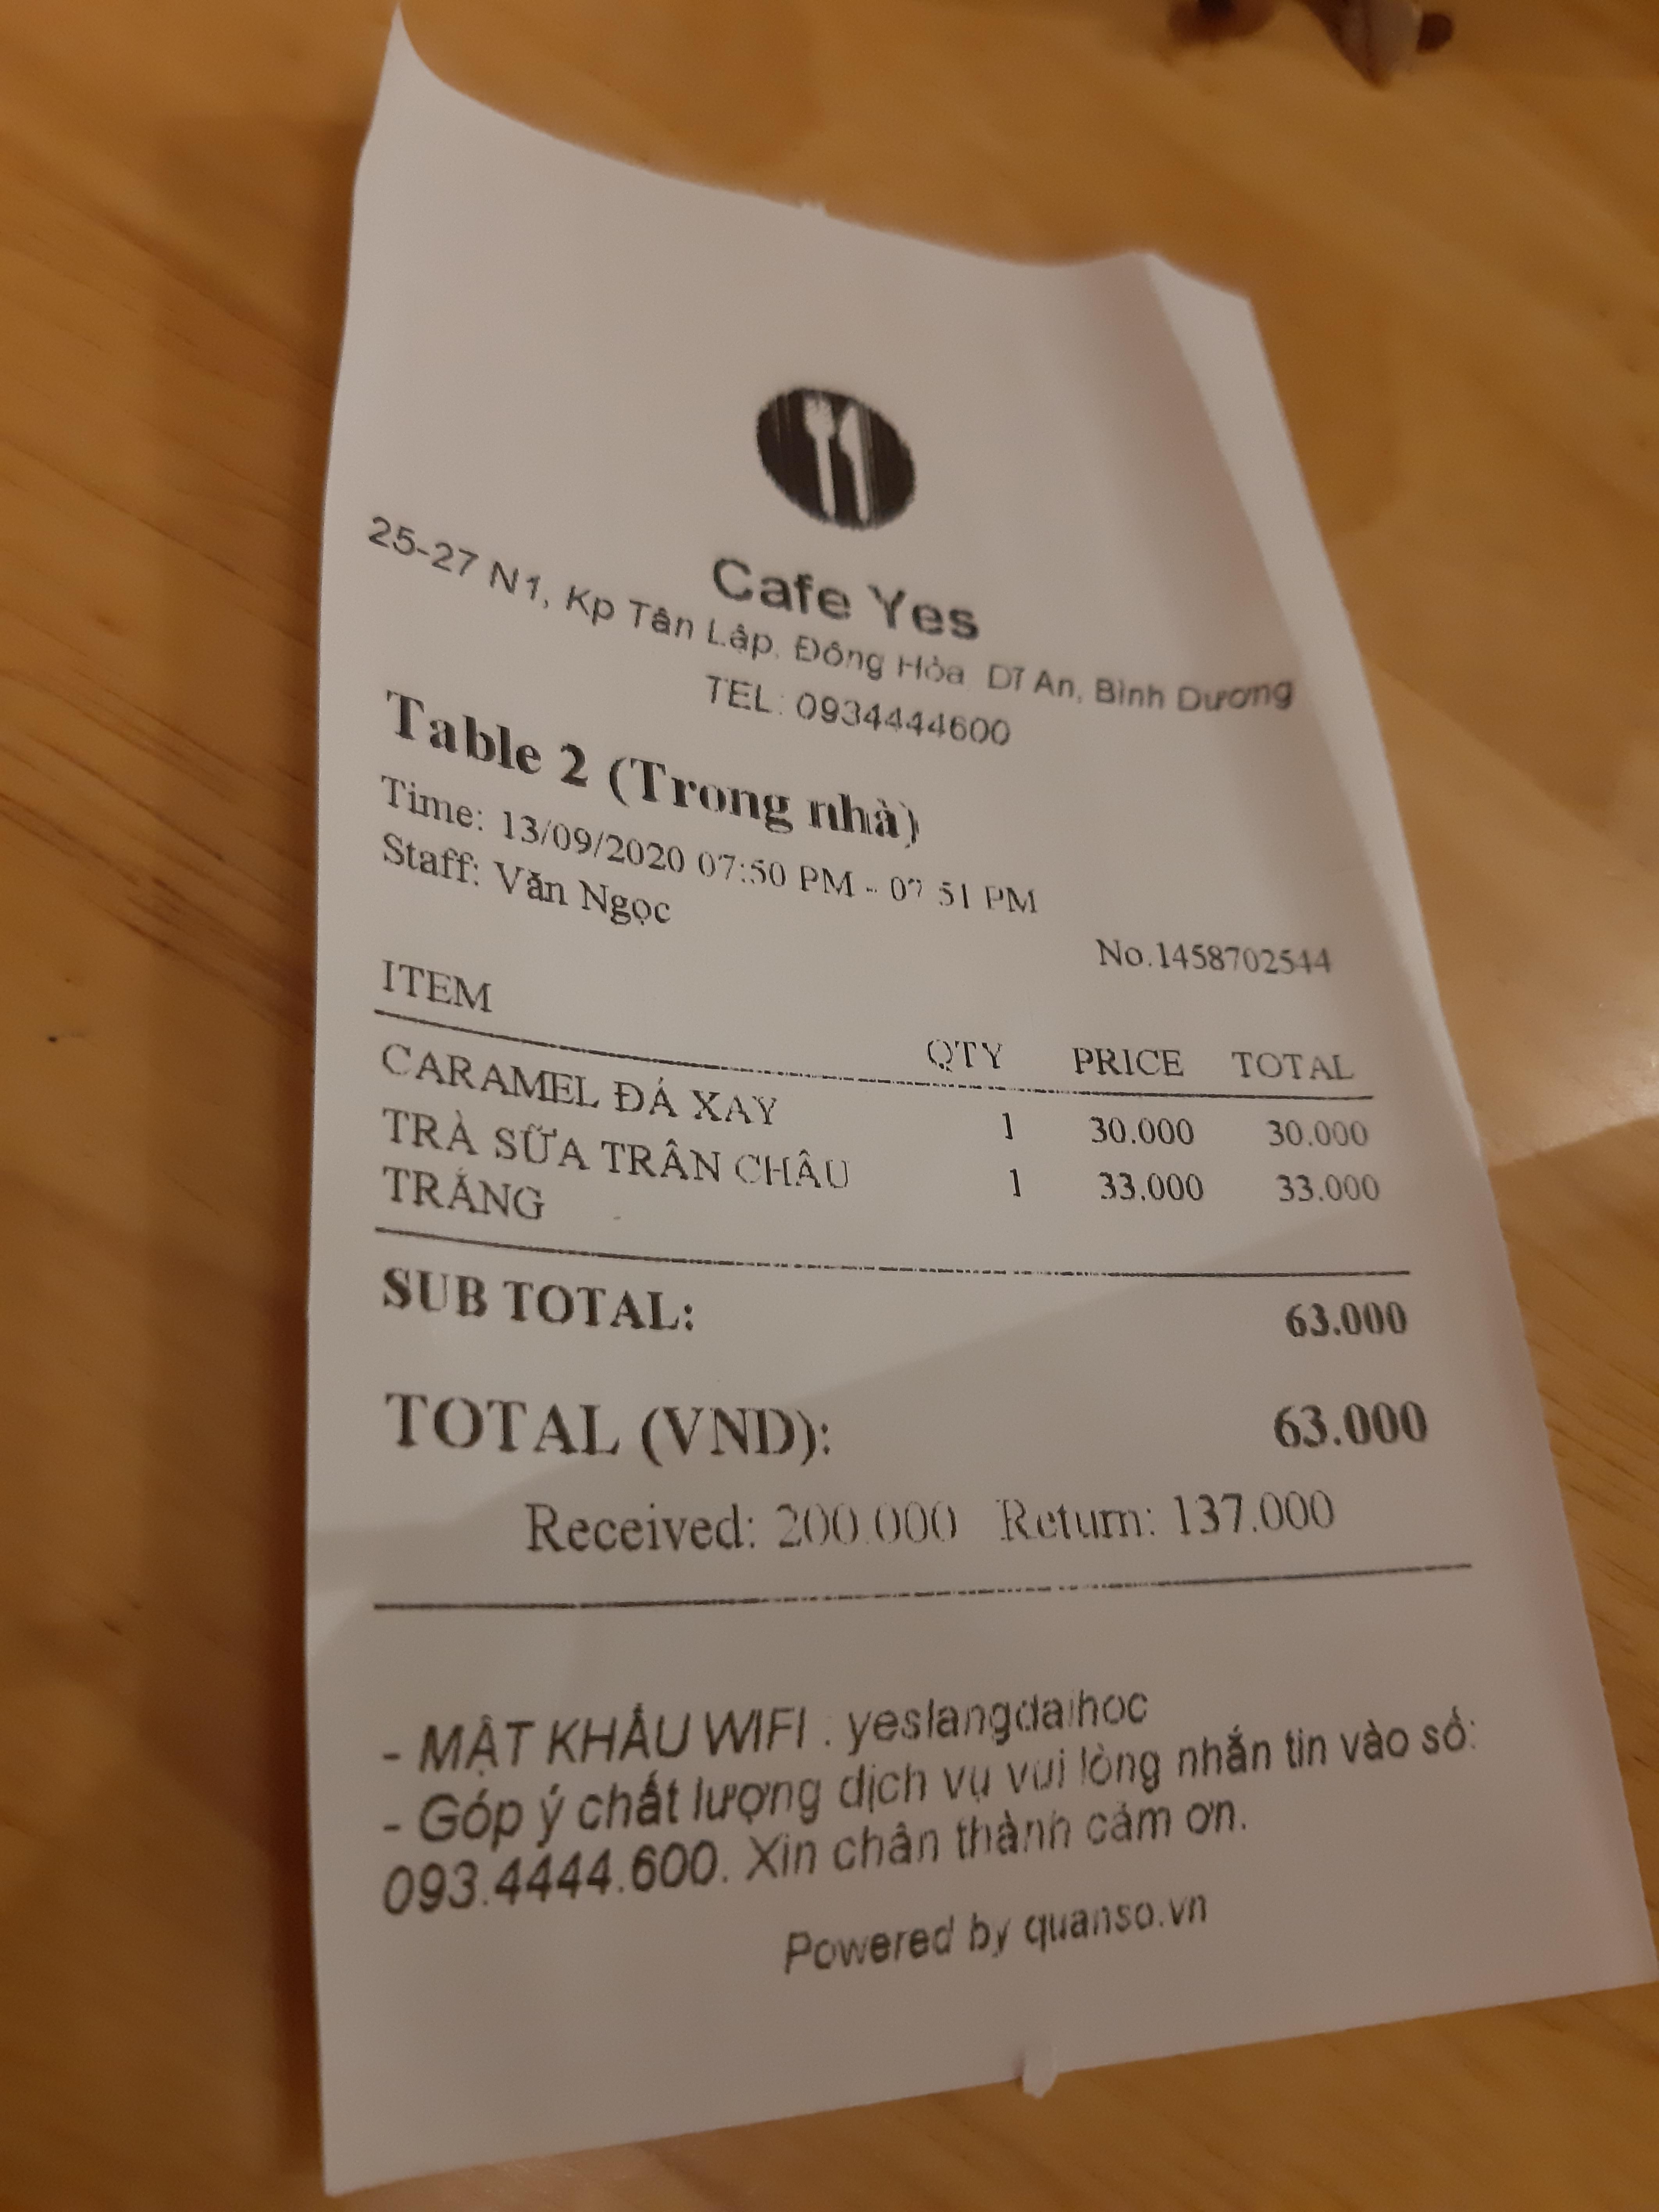 Cafe Yes
25-27 N1, Kp Tân Lập, Đông Hòa Dĩ An, Bình Dương
TEL: 0934444600
Table 2 (Trong nhà)
Time: 13/09/2020 07:50 PM - 07 51 PM
Staff: Văn Ngọc
No.1458702544
ITEM QTY PRICE TOTAL
CARAMEL ĐÁ XAY 1 30.000 30.000
TRÀ SỮA TRÂN CHÂU 1 33.000 33.000
TRẮNG
SUB TOTAL: 63.000
TOTAL (VND): 63.000
Received: 200.000 Return: 137.000
- MẬT KHẨU WIFI : yeslangdaihoc
- Góp ý chất lượng dịch vụ vui lòng nhắn tin vào số:
093.4444.600. Xin chân thành cảm ơn.
Powered by quanso.vn